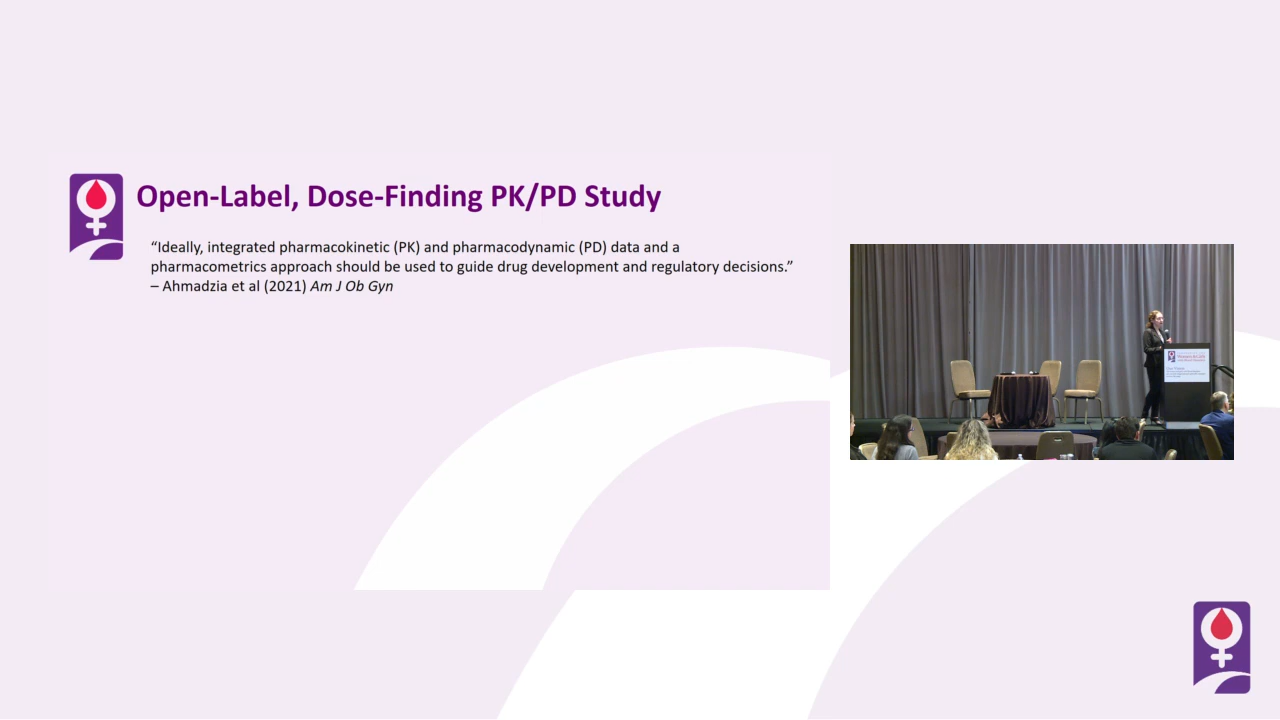 Open-Label, Dose-Finding PK/PD Study
“Ideally, integrated pharmacokinetic (PK) and pharmacodynamic (PD) data and a
pharmacometrics approach should be used to guide drug development and regulatory decisions.”
– Ahmadzia et al (2021) Am J Ob Gyn